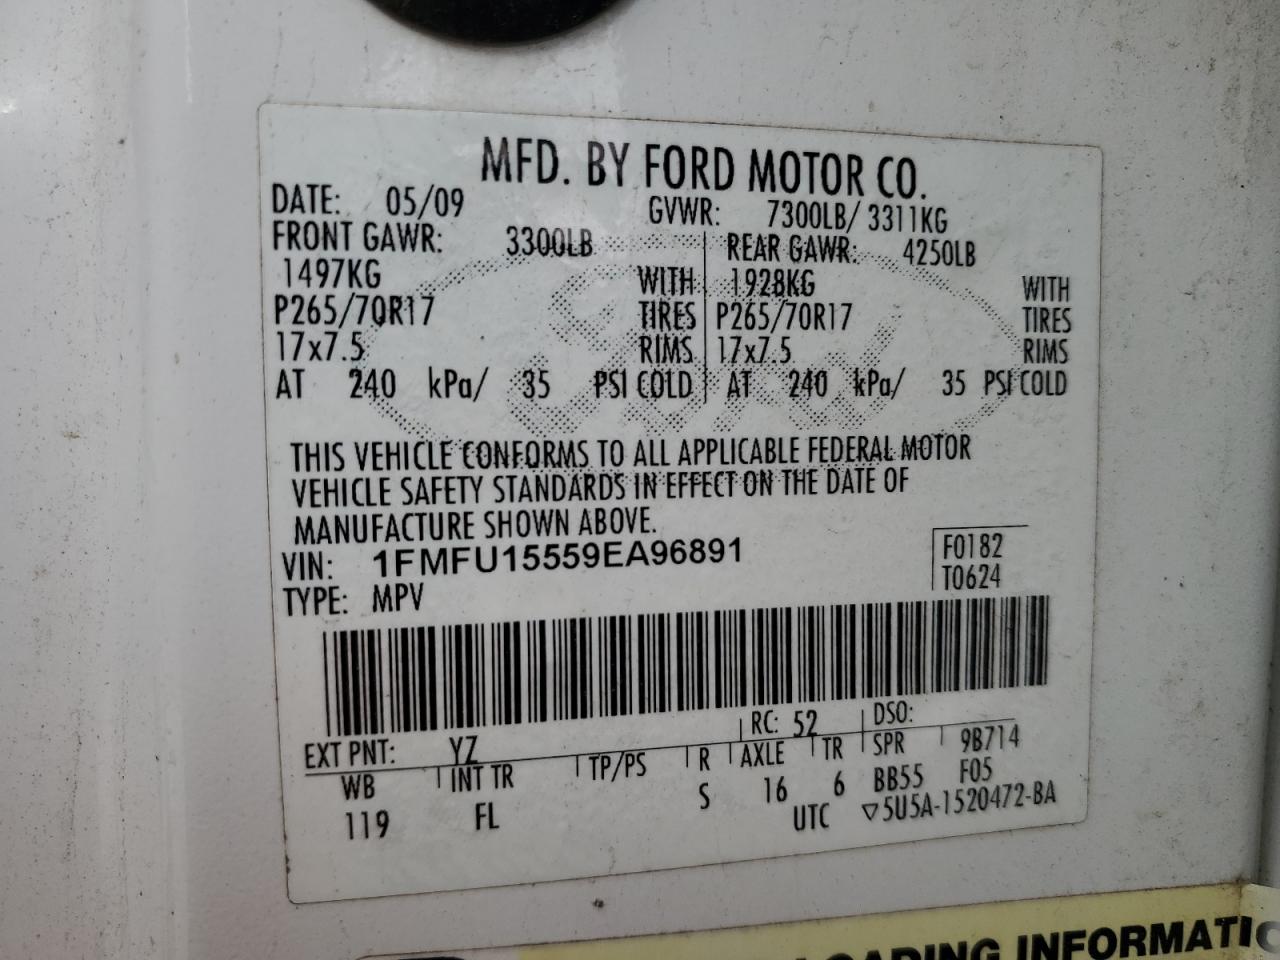 MFD. BY FORD MOTOR CO.
DATE: 05/09 GVWR: 7300LB/ 3311KG
FRONT GAWR: 3300LB REAR GAWR: 4250LB
1497KG WITH 1928KG WITH
P265/70R17 TIRES P265/70R17 TIRES
17x7.5 RIMS 17x7.5 RIMS
AT 240 kPa/ 35 PSI COLD AT 240 kPa/ 35 PSI COLD
THIS VEHICLE CONFORMS TO ALL APPLICABLE FEDERAL MOTOR
VEHICLE SAFETY STANDARDS IN EFFECT ON THE DATE OF
MANUFACTURE SHOWN ABOVE.
VIN: 1FMFU15559EA96891 F0182
TYPE: MPV T0624
EXT PNT: YZ RC: 52 DSO:
WB INT TR TP/PS R AXLE TR SPR 9B714
119 FL S 16 6 BB55 F05
UTC ▽5U5A-1520472-BA
LOADING INFORMATIO